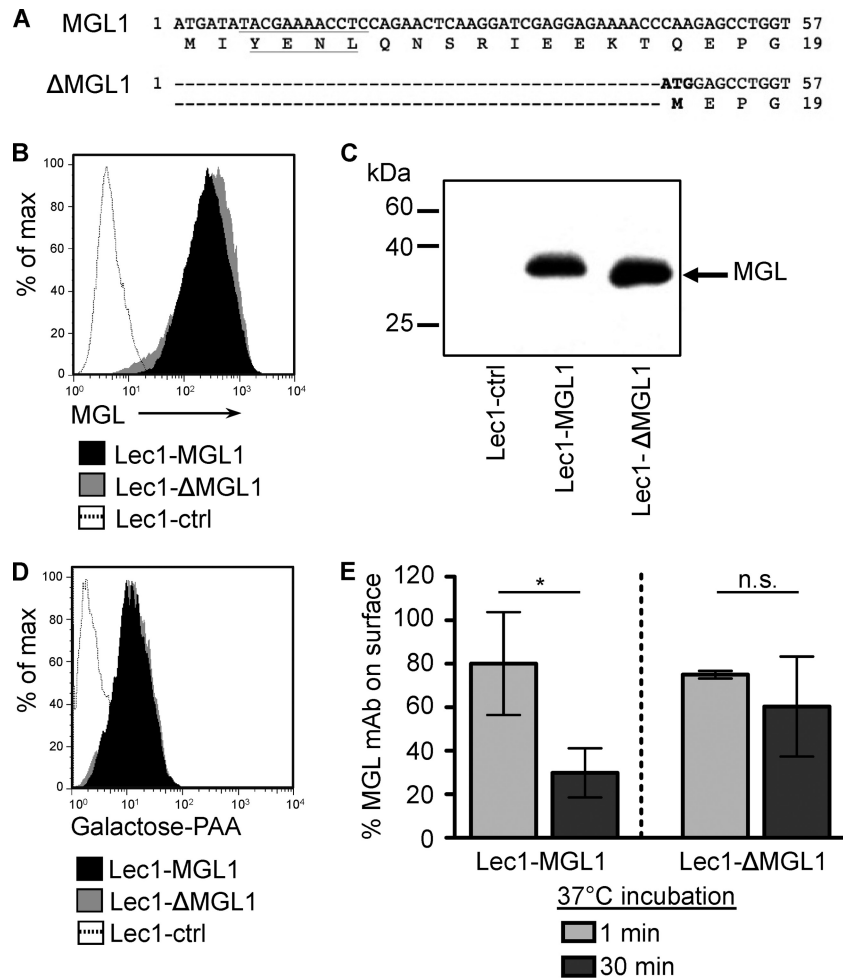 A
MGL1 1 ATGATATACGAAAACCTCCAGAACTCAAGGATCGAGGAGAAAACCCAAGAGCCTGGT 57
M I Y E N L Q N S R I E E K T Q E P G 19
ΔMGL1 1 ------------------------------------------ATGGAGCCTGGT 57
------------------------------------------ M E P G 19
B
% of max
100
80
60
40
20
0
10⁰ 10¹ 10² 10³ 10⁴
MGL
Lec1-MGL1
Lec1-ΔMGL1
Lec1-ctrl
C
kDa
60
40
25
MGL
Lec1-ctrl
Lec1-MGL1
Lec1- ΔMGL1
D
% of max
100
80
60
40
20
0
10⁰ 10¹ 10² 10³ 10⁴
Galactose-PAA
Lec1-MGL1
Lec1-ΔMGL1
Lec1-ctrl
E
% MGL mAb on surface
120
100
80
60
40
20
0
*
n.s.
Lec1-MGL1 Lec1-ΔMGL1
37°C incubation
1 min
30 min